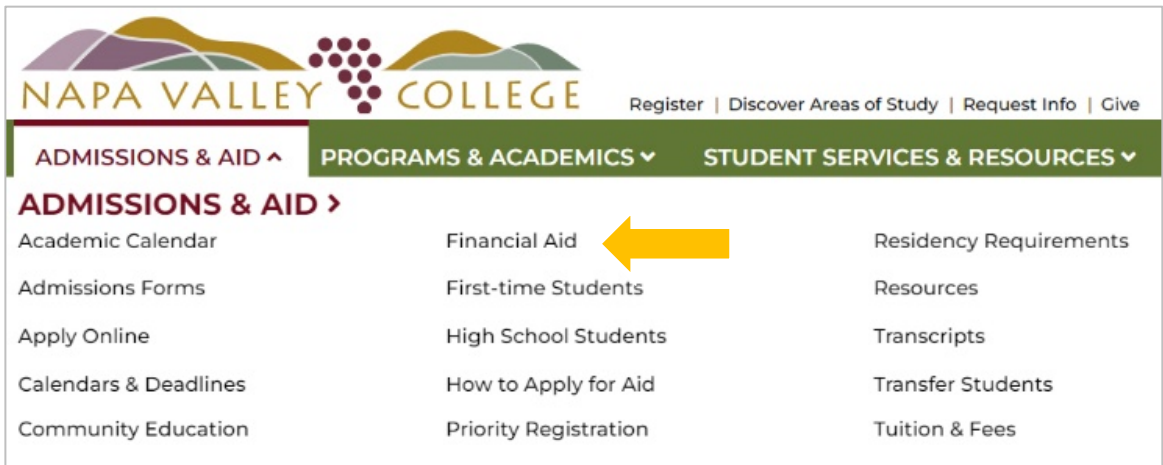 NAPA VALLEY COLLEGE
Register | Discover Areas of Study | Request Info | Give
ADMISSIONS & AID PROGRAMS & ACADEMICS STUDENT SERVICES & RESOURCES
ADMISSIONS & AID >
Academic Calendar Financial Aid Residency Requirements
Admissions Forms First-time Students Resources
Apply Online High School Students Transcripts
Calendars & Deadlines How to Apply for Aid Transfer Students
Community Education Priority Registration Tuition & Fees